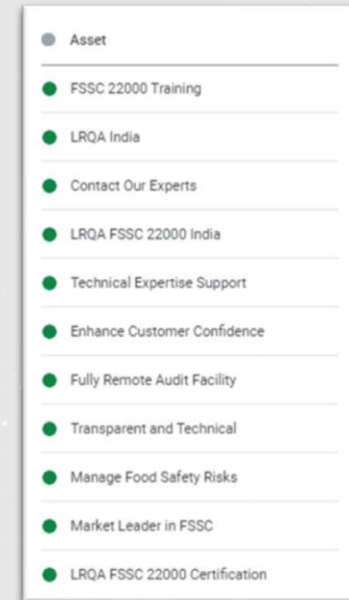 Asset
FSSC 22000 Training
LRQA India
Contact Our Experts
LRQA FSSC 22000 India
Technical Expertise Support
Enhance Customer Confidence
Fully Remote Audit Facility
Transparent and Technical
Manage Food Safety Risks
Market Leader in FSSC
LRQA FSSC 22000 Certification